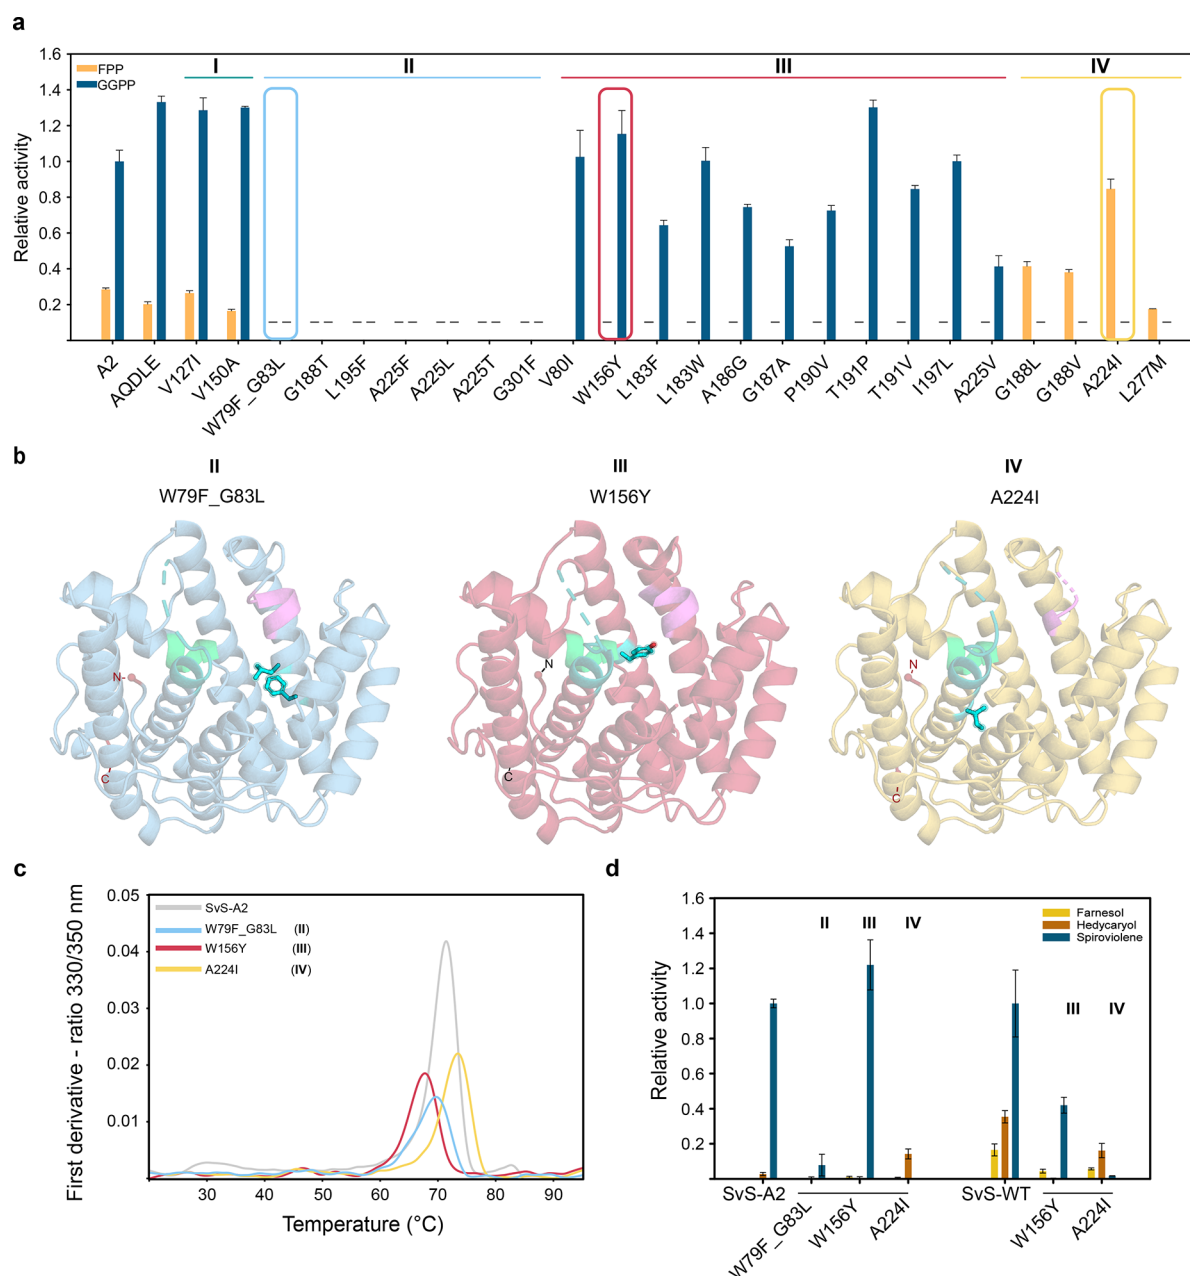 a
1.6
1.4
1.2
1.0
0.8
0.6
0.4
0.2
Relative activity
FPP
GGPP
I
II
III
IV
A2
AQDLE
V127I
V150A
W79F_G83L
G188T
L195F
A225F
A225L
A225T
G301F
V80I
W156Y
L183F
L183W
A186G
G187A
P190V
T191P
T191V
I197L
A225V
G188L
G188V
A224I
L277M
b
II
W79F_G83L
N
C
III
W156Y
N
C
IV
A224I
N
C
c
First derivative - ratio 330/350 nm
0.05
0.04
0.03
0.02
0.01
SvS-A2
W79F_G83L (II)
W156Y (III)
A224I (IV)
30 40 50 60 70 80 90
Temperature (°C)
d
Relative activity
1.6
1.4
1.2
1.0
0.8
0.6
0.4
0.2
II III IV
Farnesol
Hedycaryol
Spiroviolene
III IV
SvS-A2
W79F_G83L
W156Y
A224I
SvS-WT
W156Y
A224I